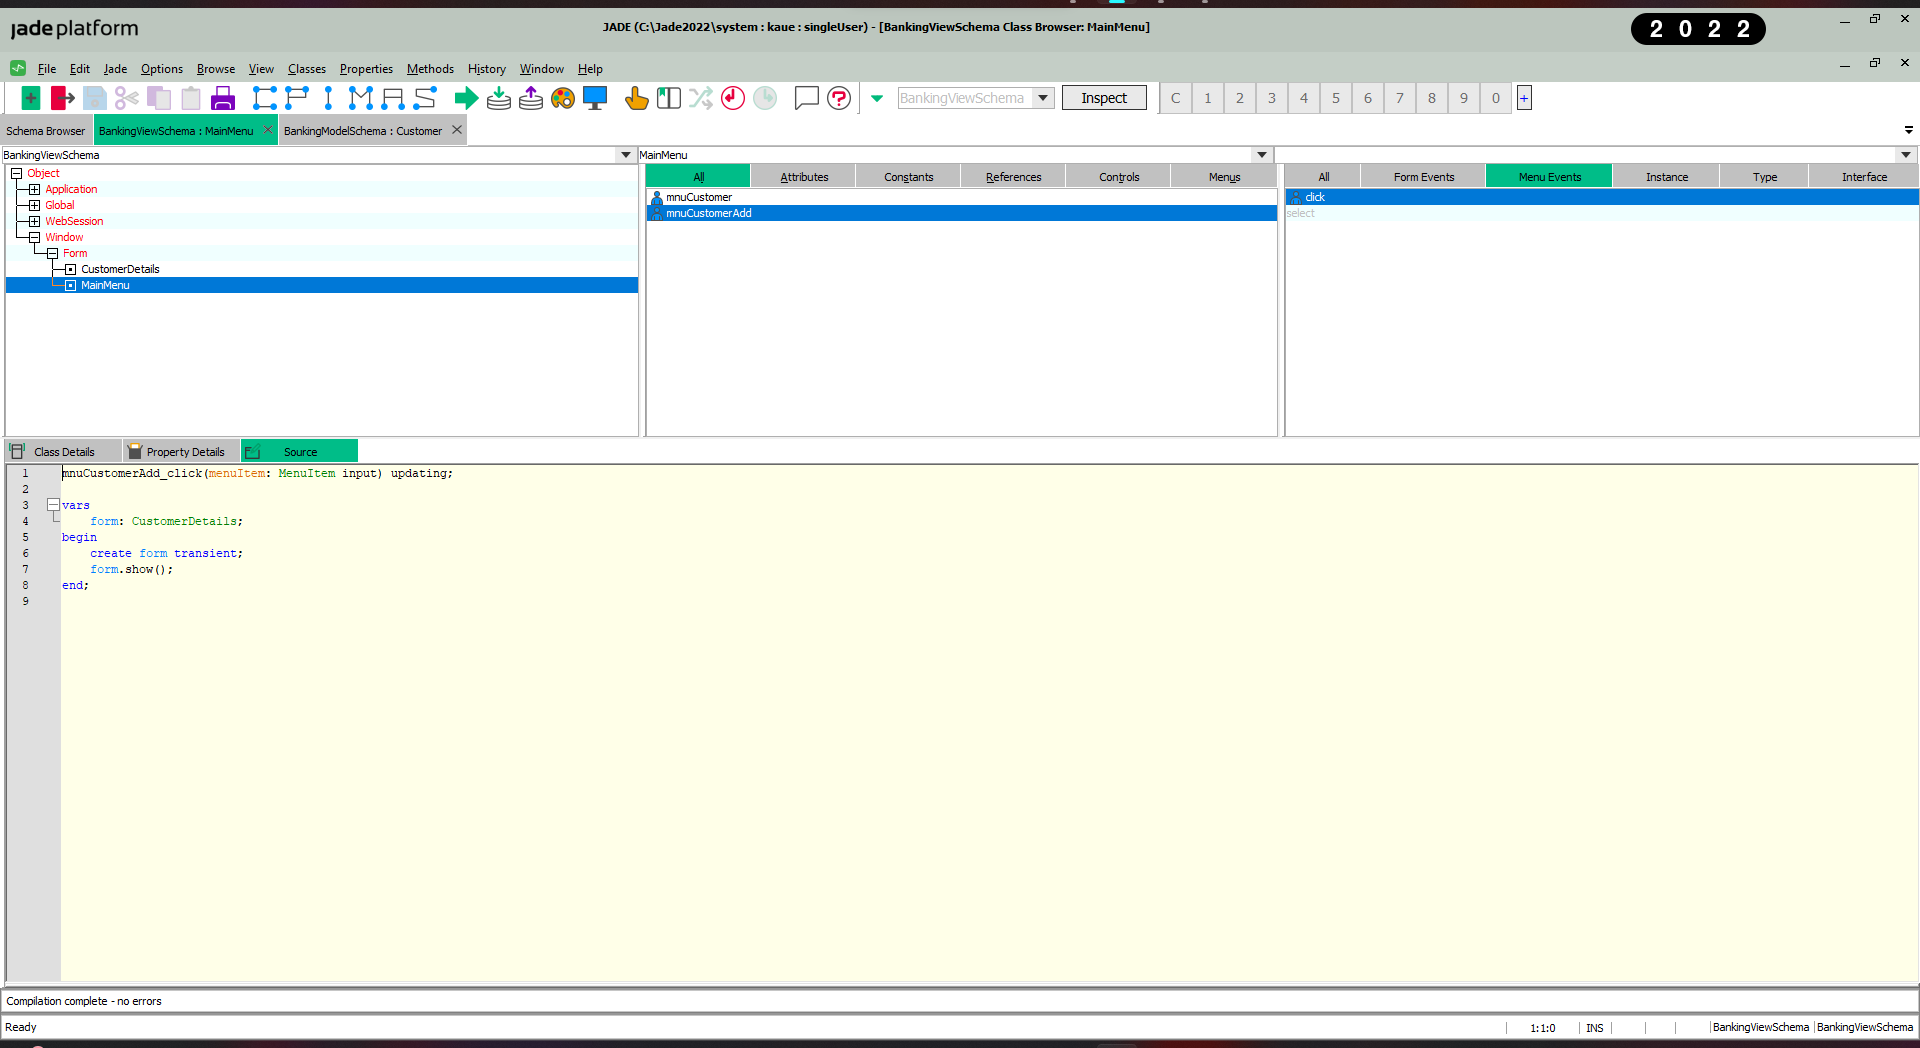 jade platform
JADE (C:\Jade2022\system : kaue : singleUser) - [BankingViewSchema Class Browser: MainMenu]
2 0 2 2
File Edit Jade Options Browse View Classes Properties Methods History Window Help
BankingViewSchema
Inspect
C 1 2 3 4 5 6 7 8 9 0 +
Schema Browser
BankingViewSchema : MainMenu
BankingModelSchema : Customer
BankingViewSchema
MainMenu
Object
Application
Global
WebSession
Window
Form
CustomerDetails
MainMenu
All Attributes Constants References Controls Menus
mnuCustomer
mnuCustomerAdd
All Form Events Menu Events Instance Type Interface
click
select
Class Details
Property Details
Source
1 mnuCustomerAdd_click(menuItem: MenuItem input) updating;
2
3 vars
4 form: CustomerDetails;
5 begin
6 create form transient;
7 form.show();
8 end;
9
Compilation complete - no errors
Ready
1:1:0
INS
BankingViewSchema
BankingViewSchema